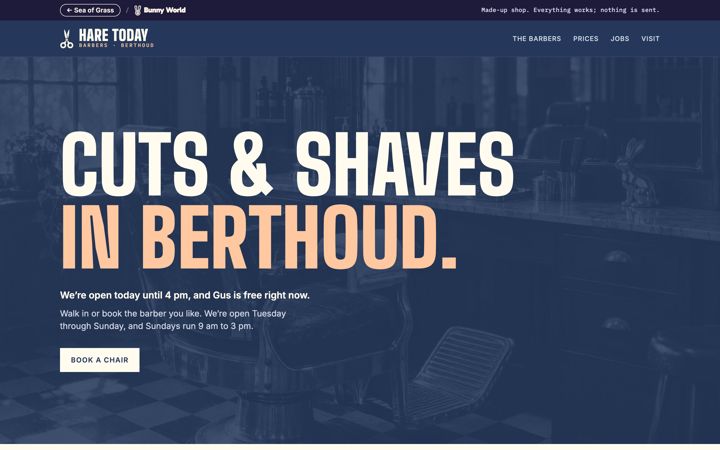 ← Sea of Grass / Bunny World
Made-up shop. Everything works; nothing is sent.
HARE TODAY
BARBERS · BERTHOUD
THE BARBERS PRICES JOBS VISIT
CUTS & SHAVES
IN BERTHOUD.
We’re open today until 4 pm, and Gus is free right now.
Walk in or book the barber you like. We’re open Tuesday
through Sunday, and Sundays run 9 am to 3 pm.
BOOK A CHAIR